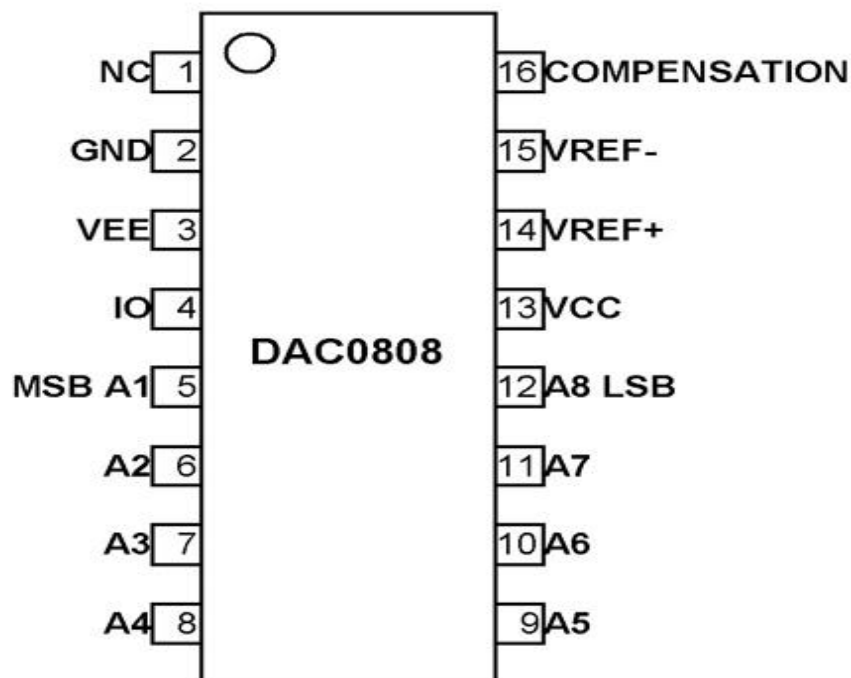 NC 1 16 COMPENSATION
GND 2 15 VREF-
VEE 3 14 VREF+
IO 4 13 VCC
DAC0808
MSB A1 5 12 A8 LSB
A2 6 11 A7
A3 7 10 A6
A4 8 9 A5